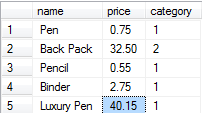 name price category
1 Pen 0.75 1
2 Back Pack 32.50 2
3 Pencil 0.55 1
4 Binder 2.75 1
5 Luxury Pen 40.15 1